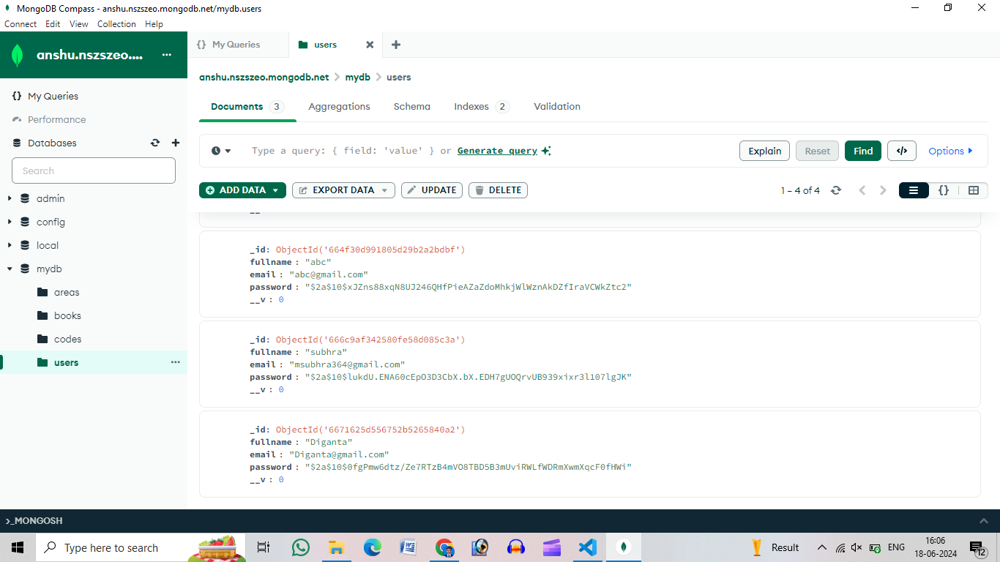 MongoDB Compass - anshu.nszszeo.mongodb.net/mydb.users
Connect Edit View Collection Help
anshu.nszszeo....
My Queries
users
anshu.nszszeo.mongodb.net > mydb > users
My Queries
Performance
Databases
Search
admin
config
local
mydb
areas
books
codes
users
Documents 3 Aggregations Schema Indexes 2 Validation
Type a query: { field: 'value' } or Generate query
Explain Reset Find </> Options
ADD DATA EXPORT DATA UPDATE DELETE 1 – 4 of 4 {}
_id: ObjectId('664f30d991805d29b2a2bdbf')
fullname : "abc"
email : "abc@gmail.com"
password : "$2a$10$xJZns88xqN8UJ246QHfPieAZaZdoMhkjWlWznAkDZfIraVCWkZtc2"
__v : 0
_id: ObjectId('666c9af342580fe58d085c3a')
fullname : "subhra"
email : "msubhra364@gmail.com"
password : "$2a$10$lukdU.ENA60cEpO3D3CbX.bX.EDH7gUOQrvUB939xixr3l107lgJK"
__v : 0
_id: ObjectId('6671625d556752b5265840a2')
fullname : "Diganta"
email : "Diganta@gmail.com"
password : "$2a$10$0fgPmw6dtz/Ze7RTzB4mVO8TBD5B3mUviRWLfWDRmXwmXqcF0fHWi"
__v : 0
>_MONGOSH
Type here to search
Result
ENG
16:06
18-06-2024
12